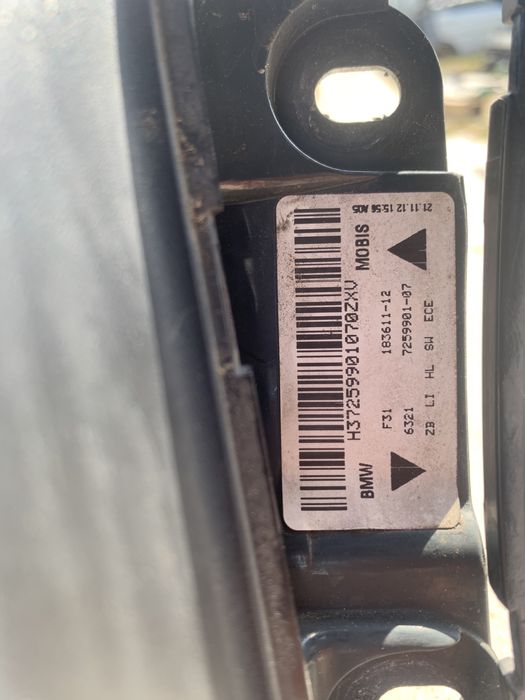 H37259901070ZXV
BMW MOBIS 21.11.12 15:56 A05
F31 183611-12
6321 7259901-07
ZB LI HL SW ECE